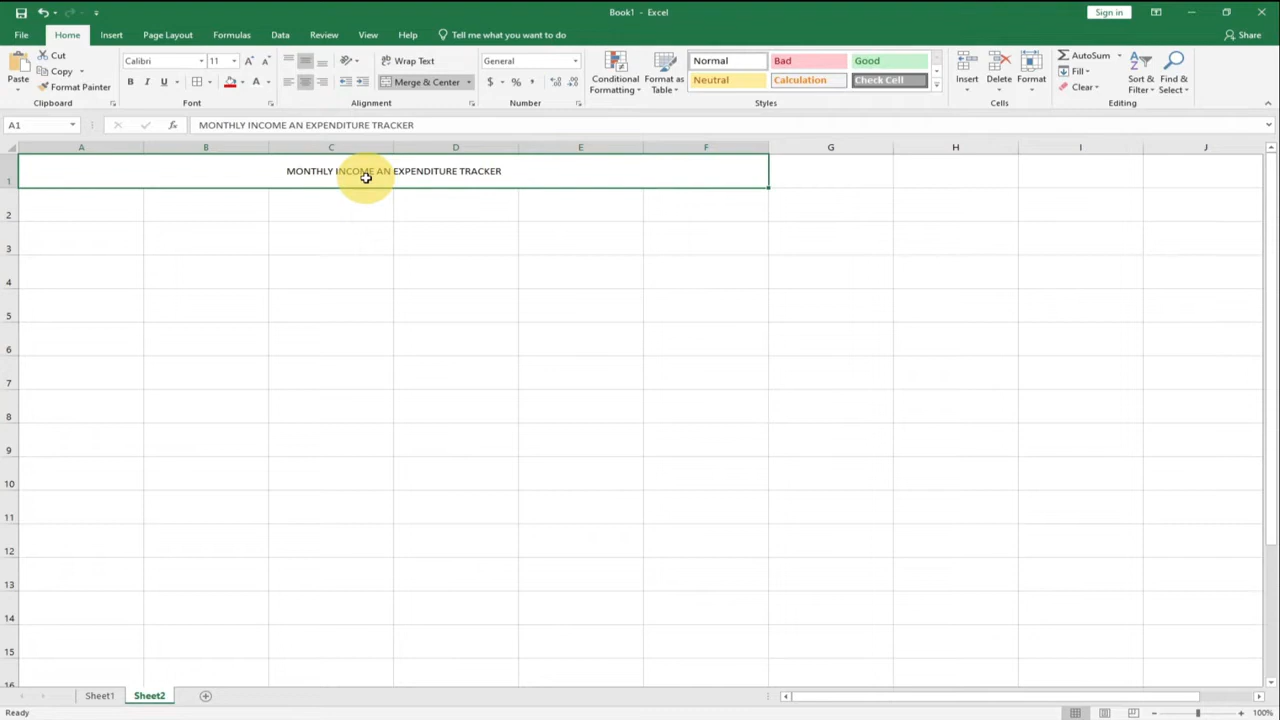 Book1 - Excel
Sign in
File Home Insert Page Layout Formulas Data Review View Help Tell me what you want to do Share
Paste
Cut
Copy
Format Painter
Clipboard
Calibri 11
A A
B I U A
Font
Wrap Text
Merge & Center
Alignment
General
$ % ,
Number
Conditional Formatting
Format as Table
Normal Bad Good
Neutral Calculation Check Cell
Styles
Insert Delete Format
Cells
AutoSum
Fill
Clear
Sort & Filter
Find & Select
Editing
A1 fx MONTHLY INCOME AN EXPENDITURE TRACKER
A B C D E F G H I J
1 MONTHLY INCOME AN EXPENDITURE TRACKER
2
3
4
5
6
7
8
9
10
11
12
13
14
15
16
Sheet1 Sheet2
Ready 100%